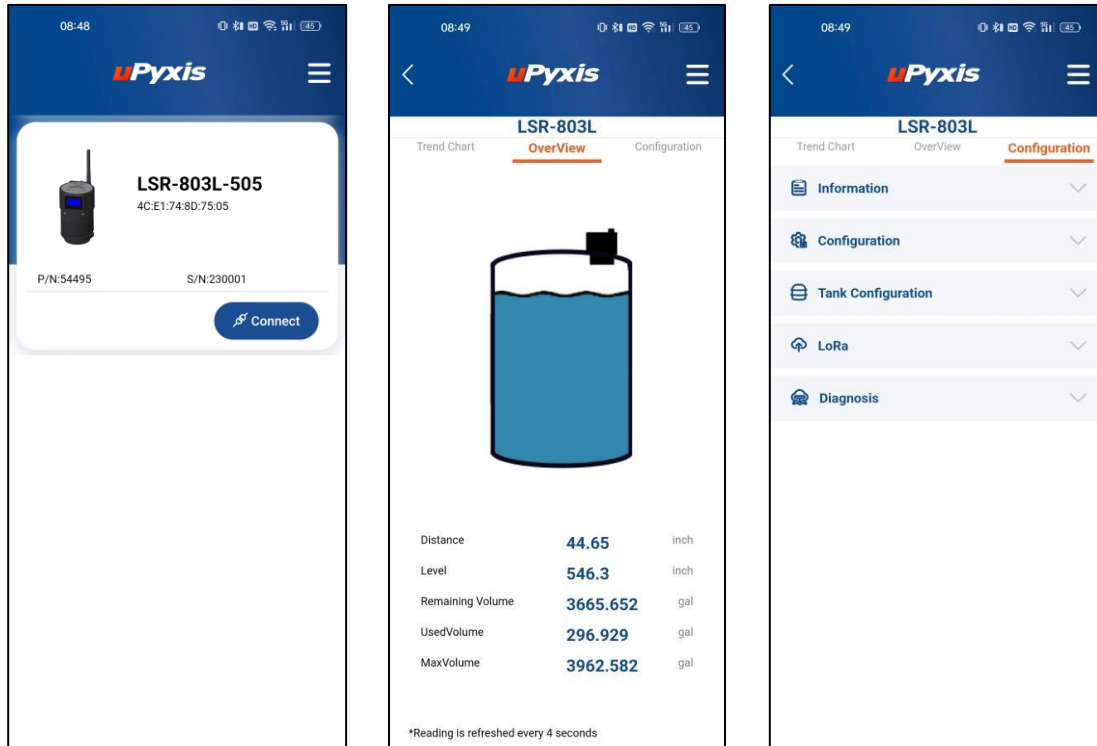 08:48 45
uPyxis
LSR-803L-505
4C:E1:74:8D:75:05
P/N:54495 S/N:230001
Connect
08:49 45
uPyxis
LSR-803L
Trend Chart OverView Configuration
Distance 44.65 inch
Level 546.3 inch
Remaining Volume 3665.652 gal
UsedVolume 296.929 gal
MaxVolume 3962.582 gal
*Reading is refreshed every 4 seconds
08:49 45
uPyxis
LSR-803L
Trend Chart OverView Configuration
Information
Configuration
Tank Configuration
LoRa
Diagnosis